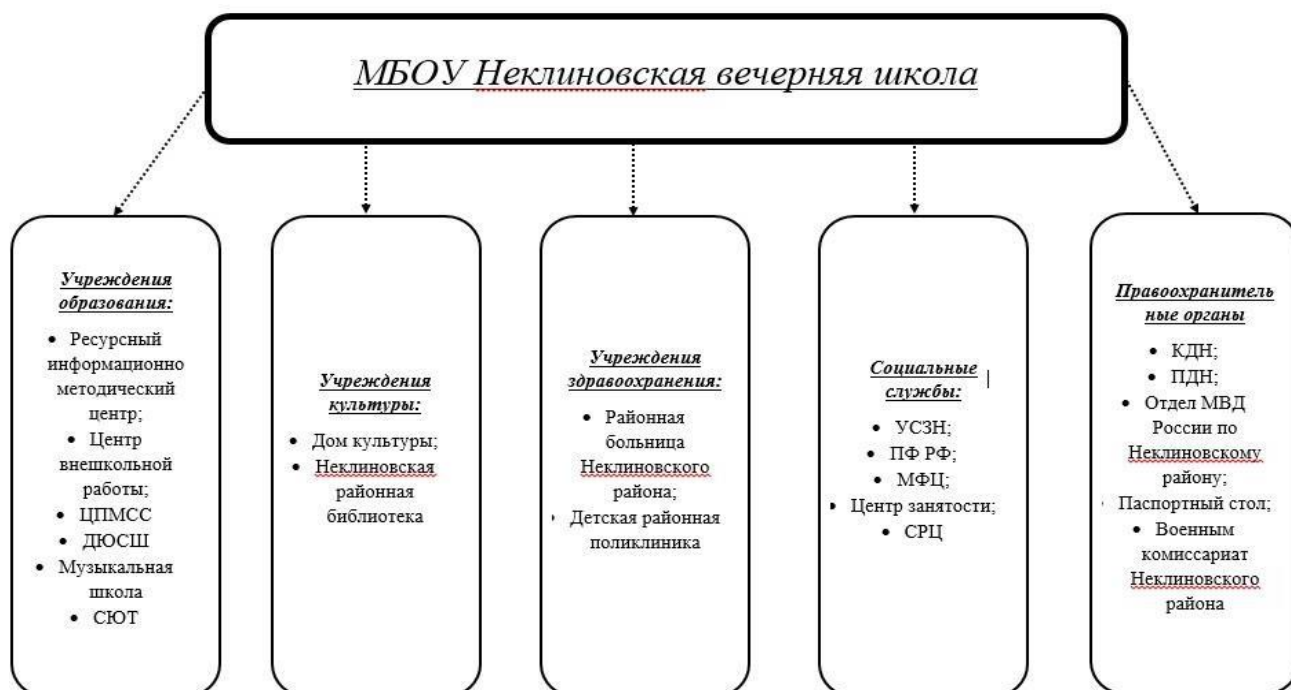 МБОУ Неклиновская вечерняя школа
Учреждения
образования:
• Ресурсный
информационно
методический
центр;
• Центр
внешкольной
работы;
• ЦПМСС
• ДЮСШ
• Музыкальная
школа
• СЮТ
Учреждения
культуры:
• Дом культуры;
• Неклиновская
районная
библиотека
Учреждения
здравоохранения:
• Районная
больница
Неклиновского
района;
• Детская районная
поликлиника
Социальные
службы:
• УСЗН;
• ПФ РФ;
• МФЦ;
• Центр занятости;
• СРЦ
Правоохранитель
ные органы
• КДН;
• ПДН;
• Отдел МВД
России по
Неклиновскому
району;
• Паспортный стол;
• Военным
комиссариат
Неклиновского
района